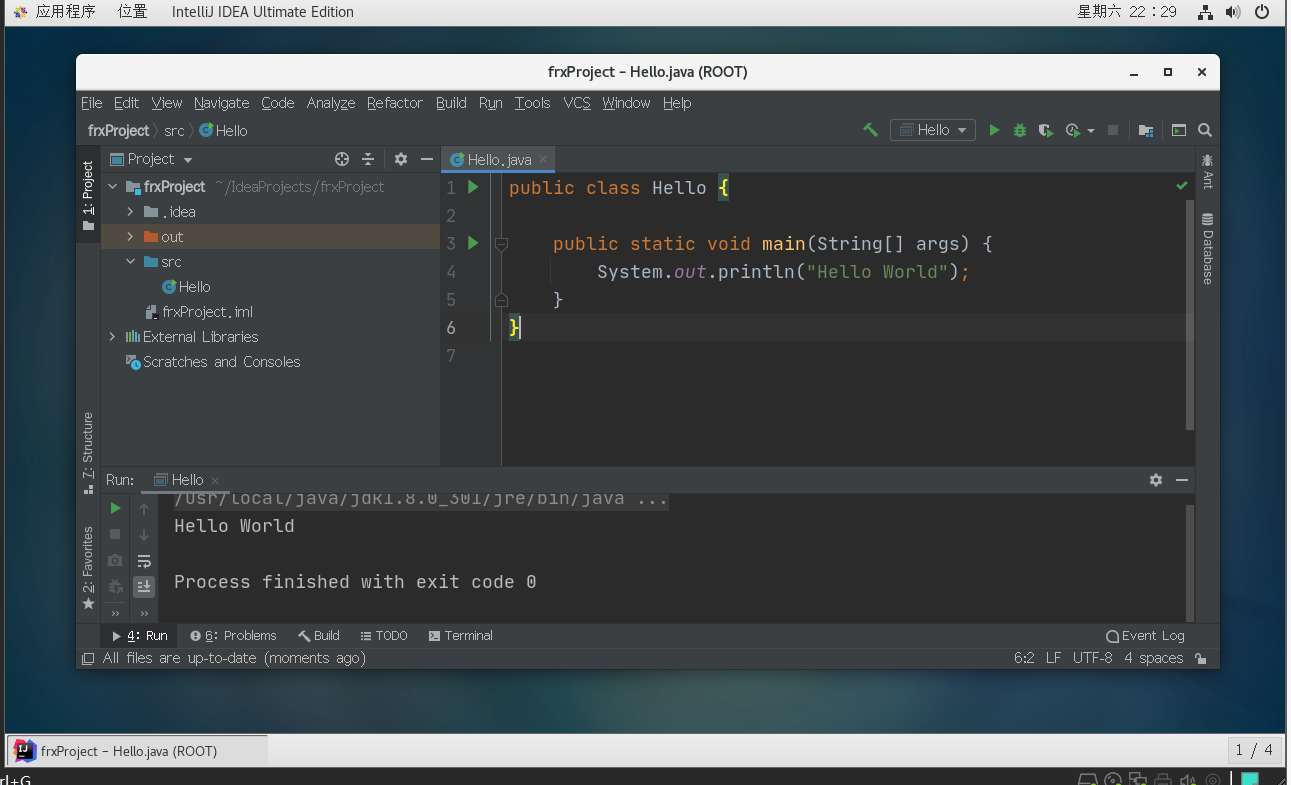 应用程序 位置 IntelliJ IDEA Ultimate Edition 星期六 22：29
frxProject – Hello.java (ROOT)
File Edit View Navigate Code Analyze Refactor Build Run Tools VCS Window Help
frxProject src Hello Hello
1: Project
Project
frxProject ~/IdeaProjects/frxProject
.idea
out
src
Hello
frxProject.iml
External Libraries
Scratches and Consoles
7: Structure
2: Favorites
Hello.java
1 public class Hello {
2
3 public static void main(String[] args) {
4 System.out.println("Hello World");
5 }
6 }
7
Ant
Database
Run: Hello
/usr/local/java/jdk1.8.0_301/jre/bin/java ...
Hello World
Process finished with exit code 0
4: Run 6: Problems Build TODO Terminal Event Log
All files are up-to-date (moments ago) 6:2 LF UTF-8 4 spaces
frxProject – Hello.java (ROOT) 1 / 4
rl+G